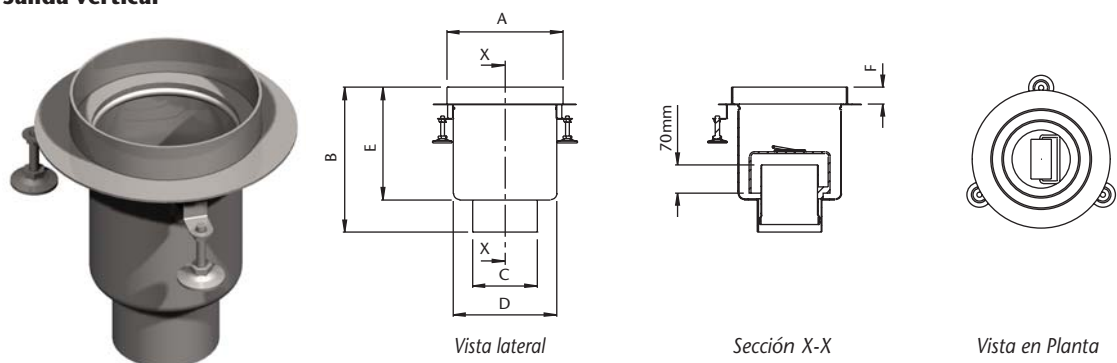 Salida vertical
A
X
F
B
E
70mm
X
C
D
Vista lateral
Sección X-X
Vista en Planta